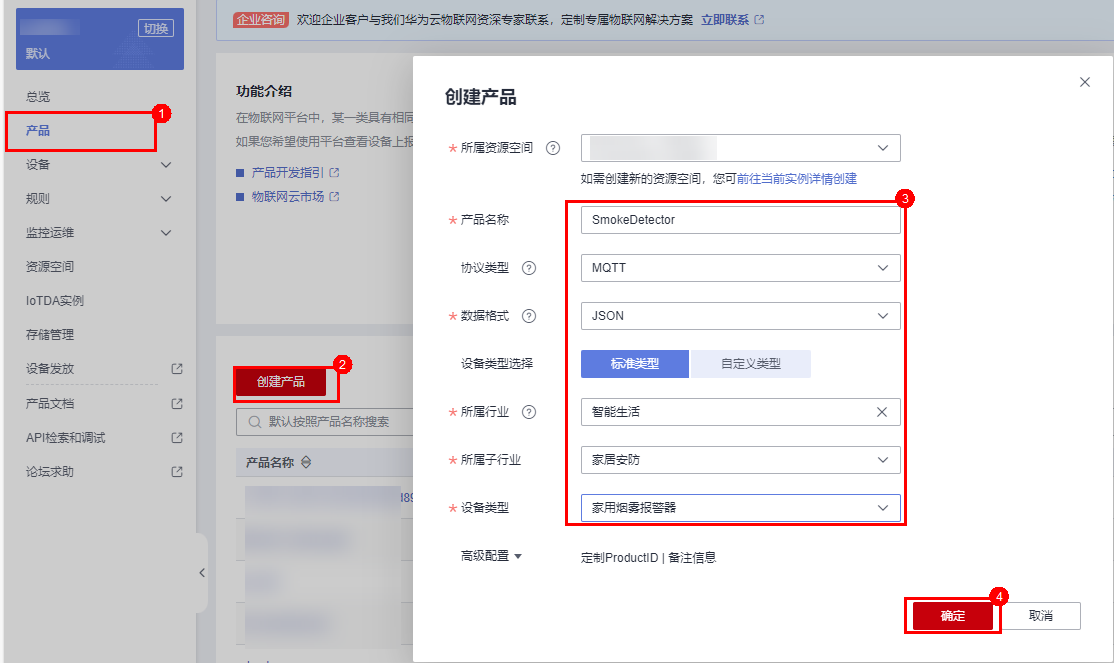 切换
默认
总览
产品
1
设备
规则
监控运维
资源空间
IoTDA实例
存储管理
设备发放
产品文档
API检索和调试
论坛求助
企业咨询 欢迎企业客户与我们华为云物联网资深专家联系，定制专属物联网解决方案 立即联系
功能介绍
在物联网平台中，某一类具有相同
如果您希望使用平台查看设备上报
产品开发指引
物联网云市场
创建产品
2
默认按照产品名称搜索
产品名称
创建产品
* 所属资源空间
如需创建新的资源空间，您可前往当前实例详情创建
3
* 产品名称 SmokeDetector
协议类型 MQTT
* 数据格式 JSON
设备类型选择 标准类型 自定义类型
* 所属行业 智能生活
* 所属子行业 家居安防
* 设备类型 家用烟雾报警器
高级配置 定制ProductID | 备注信息
4
确定 取消